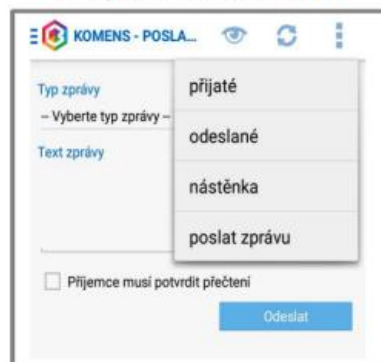 KOMENS - POSLA...
Typ zprávy
-- Vyberte typ zprávy --
Text zprávy
přijaté
odeslané
nástěnka
poslat zprávu
Příjemce musí potvrdit přečtení
Odeslat